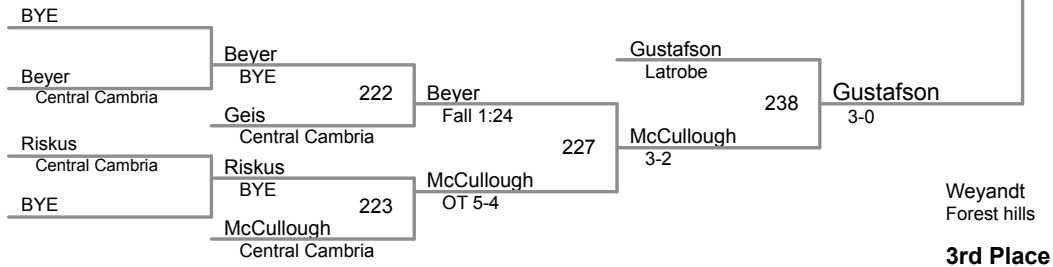 BYE
Beyer
Central Cambria
Riskus
Central Cambria
BYE
Beyer
BYE
222
Geis
Central Cambria
Riskus
BYE
223
McCullough
Central Cambria
Beyer
Fall 1:24
227
McCullough
OT 5-4
Gustafson
Latrobe
238
McCullough
3-2
Gustafson
3-0
Weyandt
Forest hills
3rd Place